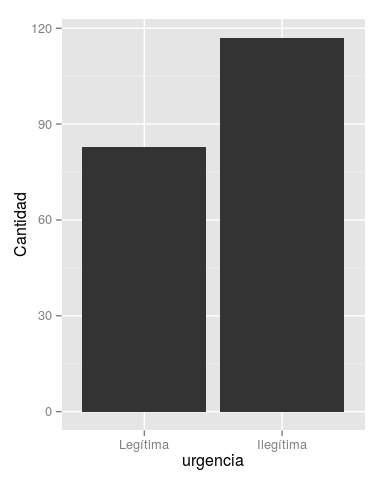 120
90
60
30
0
Cantidad
Legítima
Ilegítima
urgencia